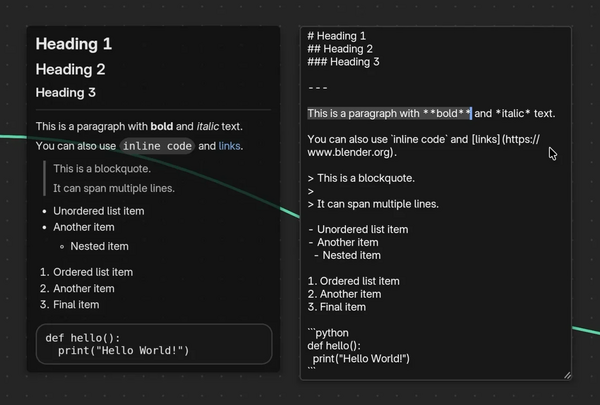 Heading 1
Heading 2
Heading 3
This is a paragraph with bold and italic text.
You can also use inline code and links.
This is a blockquote.
It can span multiple lines.
• Unordered list item
• Another item
◦ Nested item
1. Ordered list item
2. Another item
3. Final item
def hello():
  print("Hello World!")
# Heading 1
## Heading 2
### Heading 3
---
This is a paragraph with **bold** and *italic* text.
You can also use `inline code` and [links](https://
www.blender.org).
> This is a blockquote.
>
> It can span multiple lines.
- Unordered list item
- Another item
  - Nested item
1. Ordered list item
2. Another item
3. Final item
```python
def hello():
  print("Hello World!")
```